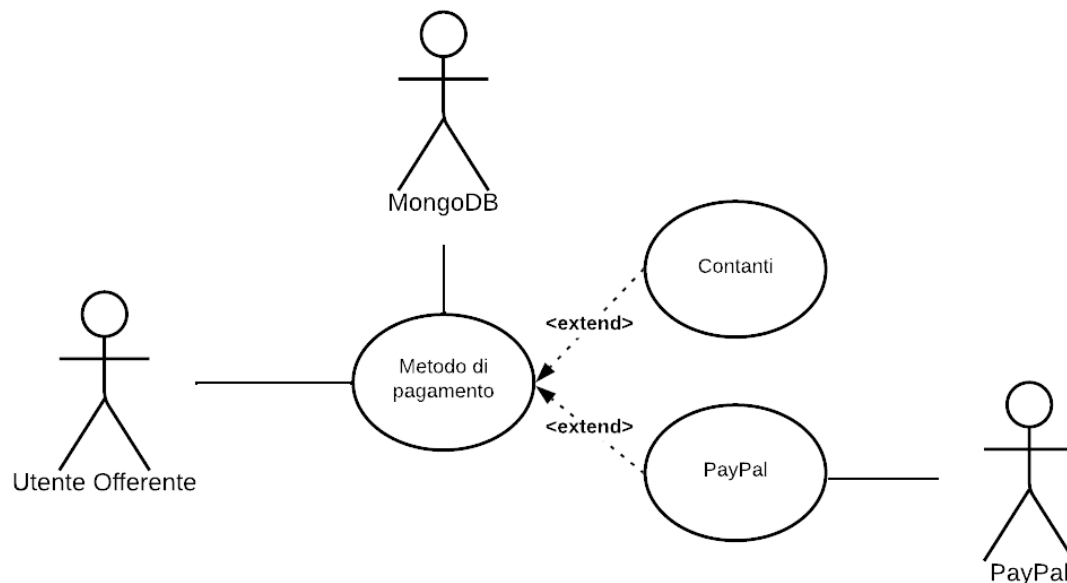 MongoDB
Contanti
<extend>
Metodo di
pagamento
<extend>
PayPal
Utente Offerente
PayPal